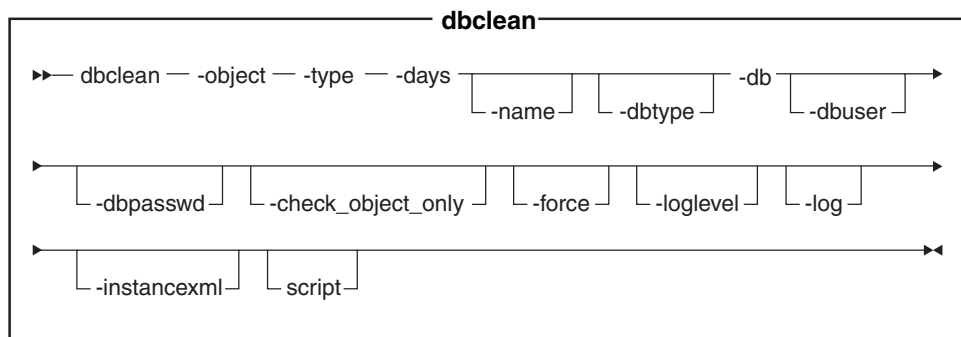 dbclean
dbclean -object -type -days -name -dbtype -db -dbuser
-dbpasswd -check_object_only -force -loglevel -log
-instancexml script